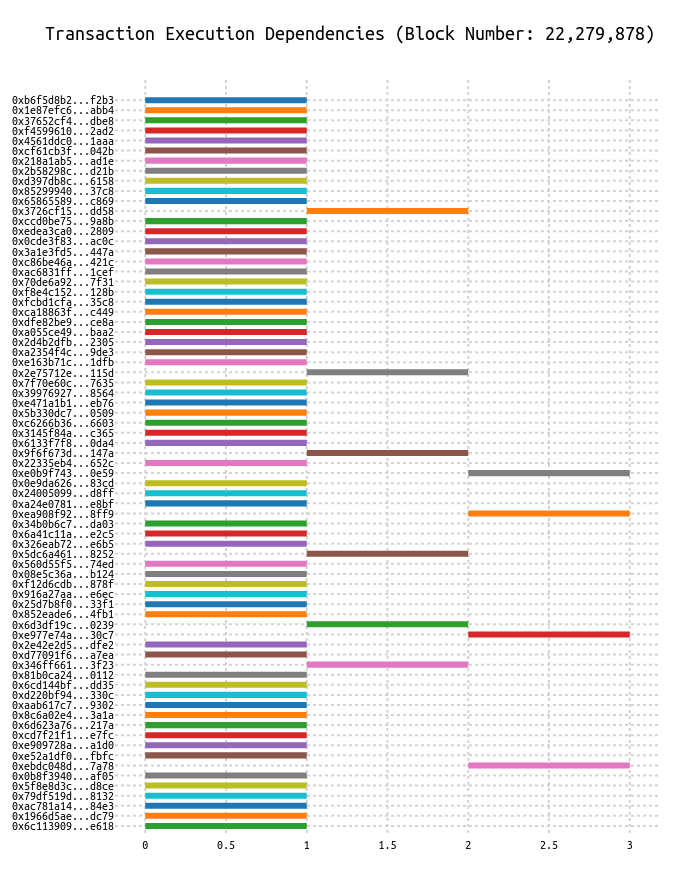 Transaction Execution Dependencies (Block Number: 22,279,878)
0xb6f5d8b2...f2b3
0x1e87efc6...abb4
0x37652cf4...dbe8
0xf4599610...2ad2
0x4561ddc0...1aaa
0xcf61cb3f...042b
0x218a1ab5...ad1e
0x2b58298c...d21b
0xd397db8c...6158
0x85299940...37c8
0x65865589...c869
0x3726cf15...dd58
0xccd0be75...9a8b
0xedea3ca0...2809
0x0cde3f83...ac0c
0x3a1e3fd5...447a
0xc86be46a...421c
0xac6831ff...1cef
0x70de6a92...7f31
0xf8e4c152...128b
0xfcbd1cfa...35c8
0xca18863f...c449
0xdfe82be9...ce8a
0xa055ce49...baa2
0x2d4b2dfb...2305
0xa2354f4c...9de3
0xe163b71c...1dfb
0x2e75712e...115d
0x7f70e60c...7635
0x39976927...8564
0xe471a1b1...eb76
0x5b330dc7...0509
0xc6266b36...6603
0x3145f84a...c365
0x6133f7f8...0da4
0x9f6f673d...147a
0x22335eb4...652c
0xe0b9f743...0e59
0x0e9da626...83cd
0x24005099...d8ff
0xa24e0781...e8bf
0xea908f92...8ff9
0x34b0b6c7...da03
0x6a41c11a...e2c5
0x326eab72...e6b5
0x5dc6a461...8252
0x560d55f5...74ed
0x08e5c36a...b124
0xf12d6cdb...878f
0x916a27aa...e6ec
0x25d7b8f0...33f1
0x852eade6...4fb1
0x6d3df19c...0239
0xe977e74a...30c7
0x2e42e2d5...dfe2
0xd77091f6...a7ea
0x346ff661...3f23
0x81b0ca24...0112
0x6cd144bf...dd35
0xd220bf94...330c
0xaab617c7...9302
0x8c6a02e4...3a1a
0x6d623a76...217a
0xcd7f21f1...e7fc
0xe909728a...a1d0
0xe52a1df0...fbfc
0xebdc048d...7a78
0x0b8f3940...af05
0x5f8e8d3c...d8ce
0x79df519d...8132
0xac781a14...84e3
0x1966d5ae...dc79
0x6c113909...e618
0 0.5 1 1.5 2 2.5 3